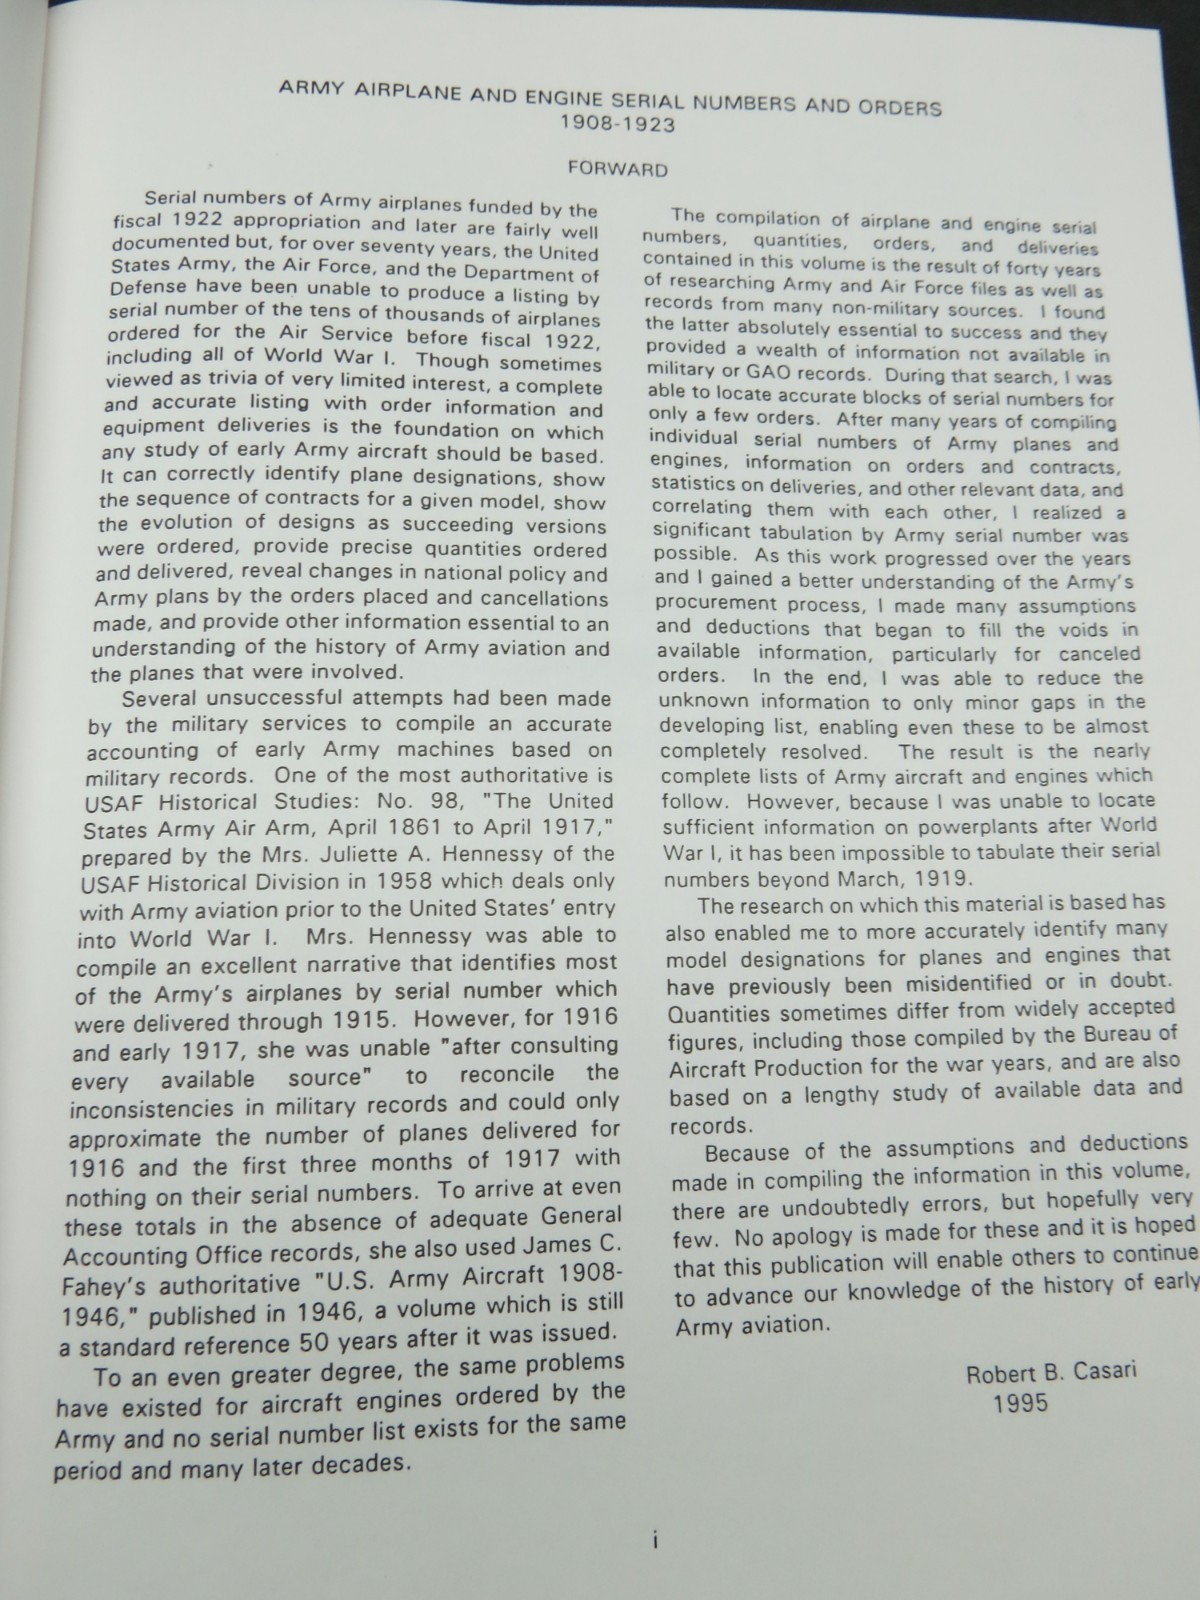 ARMY AIRPLANE AND ENGINE SERIAL NUMBERS AND ORDERS
1908-1923
FORWARD
Serial numbers of Army airplanes funded by the
fiscal 1922 appropriation and later are fairly well
documented but, for over seventy years, the United
States Army, the Air Force, and the Department of
Defense have been unable to produce a listing by
serial number of the tens of thousands of airplanes
ordered for the Air Service before fiscal 1922,
including all of World War I. Though sometimes
viewed as trivia of very limited interest, a complete
and accurate listing with order information and
equipment deliveries is the foundation on which
any study of early Army aircraft should be based.
It can correctly identify plane designations, show
the sequence of contracts for a given model, show
the evolution of designs as succeeding versions
were ordered, provide precise quantities ordered
and delivered, reveal changes in national policy and
Army plans by the orders placed and cancellations
made, and provide other information essential to an
understanding of the history of Army aviation and
the planes that were involved.
Several unsuccessful attempts had been made
by the military services to compile an accurate
accounting of early Army machines based on
military records. One of the most authoritative is
USAF Historical Studies: No. 98, "The United
States Army Air Arm, April 1861 to April 1917,"
prepared by the Mrs. Juliette A. Hennessy of the
USAF Historical Division in 1958 which deals only
with Army aviation prior to the United States' entry
into World War I. Mrs. Hennessy was able to
compile an excellent narrative that identifies most
of the Army's airplanes by serial number which
were delivered through 1915. However, for 1916
and early 1917, she was unable "after consulting
every available source" to reconcile the
inconsistencies in military records and could only
approximate the number of planes delivered for
1916 and the first three months of 1917 with
nothing on their serial numbers. To arrive at even
these totals in the absence of adequate General
Accounting Office records, she also used James C.
Fahey's authoritative "U.S. Army Aircraft 1908-
1946," published in 1946, a volume which is still
a standard reference 50 years after it was issued.
To an even greater degree, the same problems
have existed for aircraft engines ordered by the
Army and no serial number list exists for the same
period and many later decades.
The compilation of airplane and engine serial
numbers, quantities, orders, and deliveries
contained in this volume is the result of forty years
of researching Army and Air Force files as well as
records from many non-military sources. I found
the latter absolutely essential to success and they
provided a wealth of information not available in
military or GAO records. During that search, I was
able to locate accurate blocks of serial numbers for
only a few orders. After many years of compiling
individual serial numbers of Army planes and
engines, information on orders and contracts,
statistics on deliveries, and other relevant data, and
correlating them with each other, I realized a
significant tabulation by Army serial number was
possible. As this work progressed over the years
and I gained a better understanding of the Army's
procurement process, I made many assumptions
and deductions that began to fill the voids in
available information, particularly for canceled
orders. In the end, I was able to reduce the
unknown information to only minor gaps in the
developing list, enabling even these to be almost
completely resolved. The result is the nearly
complete lists of Army aircraft and engines which
follow. However, because I was unable to locate
sufficient information on powerplants after World
War I, it has been impossible to tabulate their serial
numbers beyond March, 1919.
The research on which this material is based has
also enabled me to more accurately identify many
model designations for planes and engines that
have previously been misidentified or in doubt.
Quantities sometimes differ from widely accepted
figures, including those compiled by the Bureau of
Aircraft Production for the war years, and are also
based on a lengthy study of available data and
records.
Because of the assumptions and deductions
made in compiling the information in this volume,
there are undoubtedly errors, but hopefully very
few. No apology is made for these and it is hoped
that this publication will enable others to continue
to advance our knowledge of the history of early
Army aviation.
Robert B. Casari
1995
i